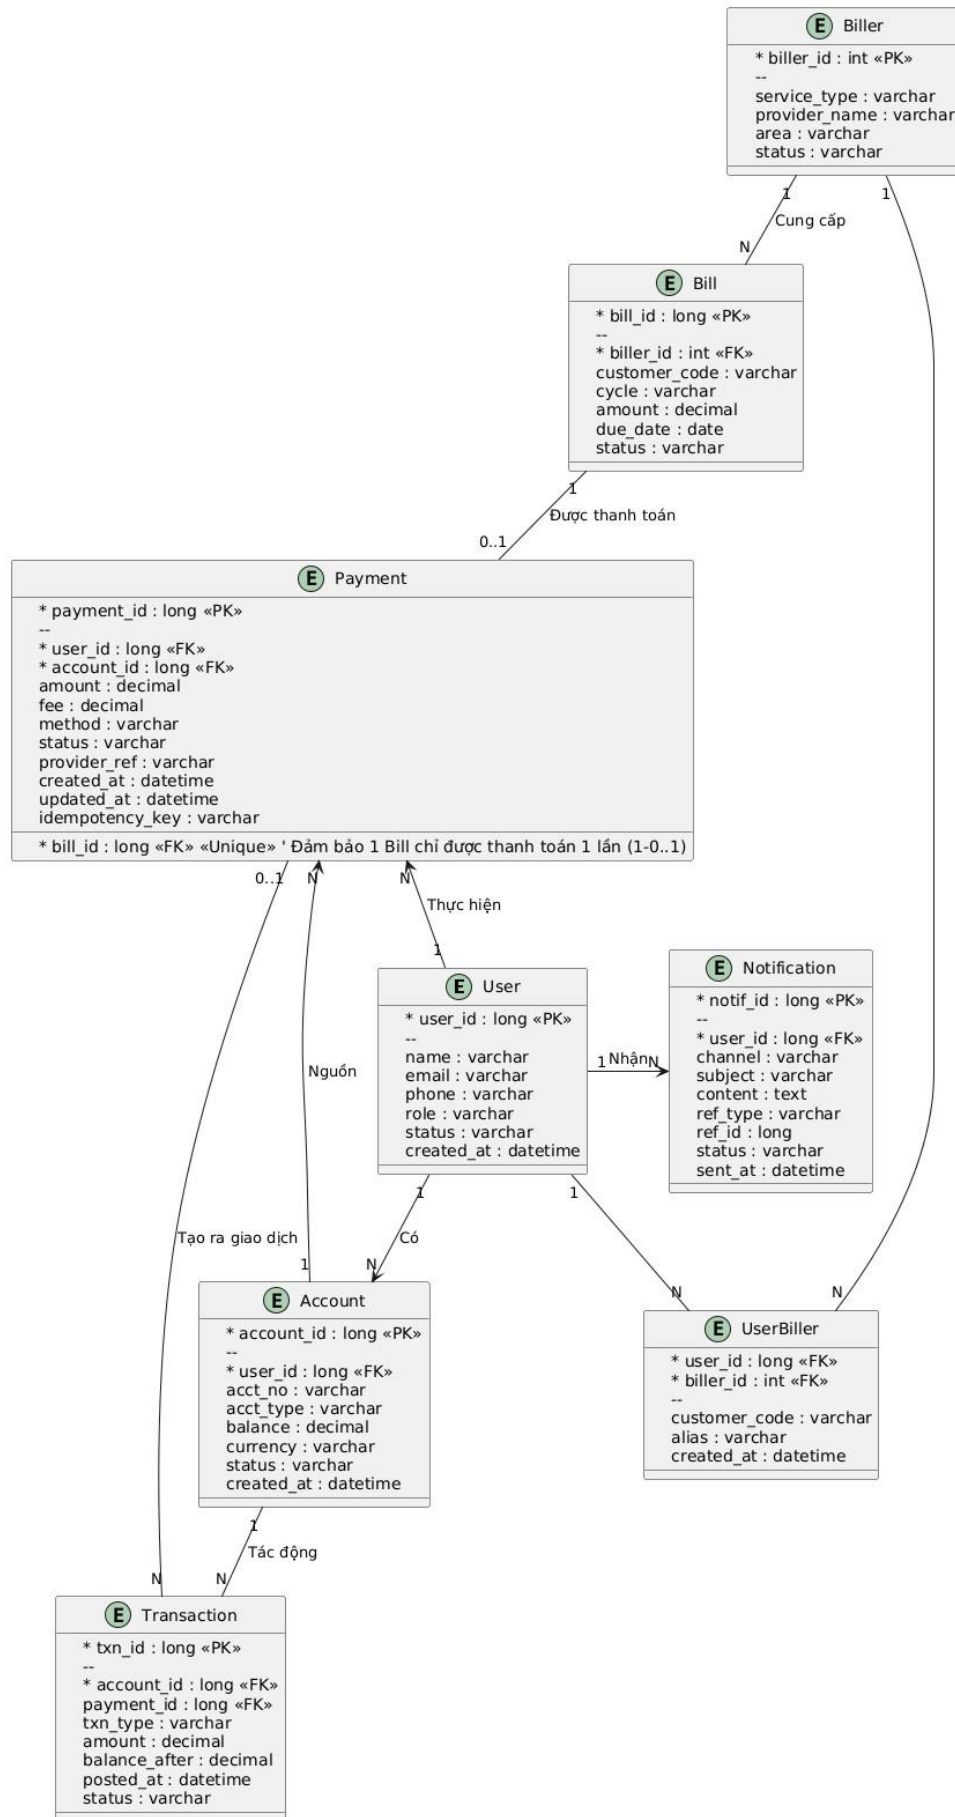 E Biller
* biller_id : int «PK»
--
service_type : varchar
provider_name : varchar
area : varchar
status : varchar
1
1
Cung cấp
N
E Bill
* bill_id : long «PK»
--
* biller_id : int «FK»
customer_code : varchar
cycle : varchar
amount : decimal
due_date : date
status : varchar
1
Được thanh toán
0..1
E Payment
* payment_id : long «PK»
--
* user_id : long «FK»
* account_id : long «FK»
amount : decimal
fee : decimal
method : varchar
status : varchar
provider_ref : varchar
created_at : datetime
updated_at : datetime
idempotency_key : varchar
* bill_id : long «FK» «Unique» ' Đảm bảo 1 Bill chỉ được thanh toán 1 lần (1-0..1)
0..1
N
N
Thực hiện
1
E User
* user_id : long «PK»
--
name : varchar
email : varchar
phone : varchar
role : varchar
status : varchar
created_at : datetime
1
Nhận
N
E Notification
* notif_id : long «PK»
--
* user_id : long «FK»
channel : varchar
subject : varchar
content : text
ref_type : varchar
ref_id : long
status : varchar
sent_at : datetime
Nguồn
1
1
Tạo ra giao dịch
Có
1
N
N
N
E Account
* account_id : long «PK»
--
* user_id : long «FK»
acct_no : varchar
acct_type : varchar
balance : decimal
currency : varchar
status : varchar
created_at : datetime
E UserBiller
* user_id : long «FK»
* biller_id : int «FK»
--
customer_code : varchar
alias : varchar
created_at : datetime
1
Tác động
N
N
E Transaction
* txn_id : long «PK»
--
* account_id : long «FK»
payment_id : long «FK»
txn_type : varchar
amount : decimal
balance_after : decimal
posted_at : datetime
status : varchar